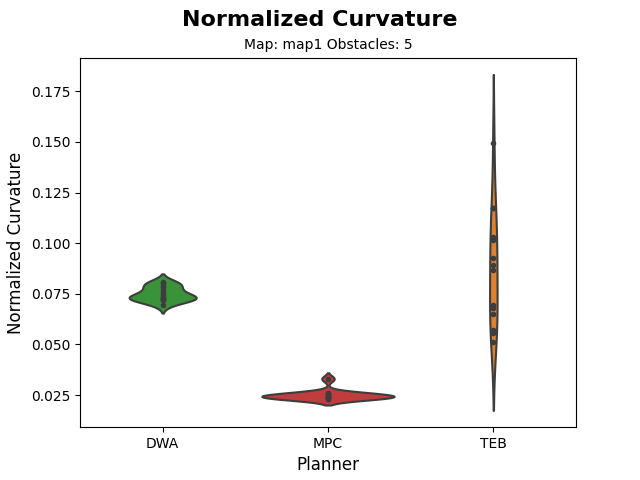 Normalized Curvature
Map: map1 Obstacles: 5
Normalized Curvature
0.175
0.150
0.125
0.100
0.075
0.050
0.025
DWA
MPC
TEB
Planner